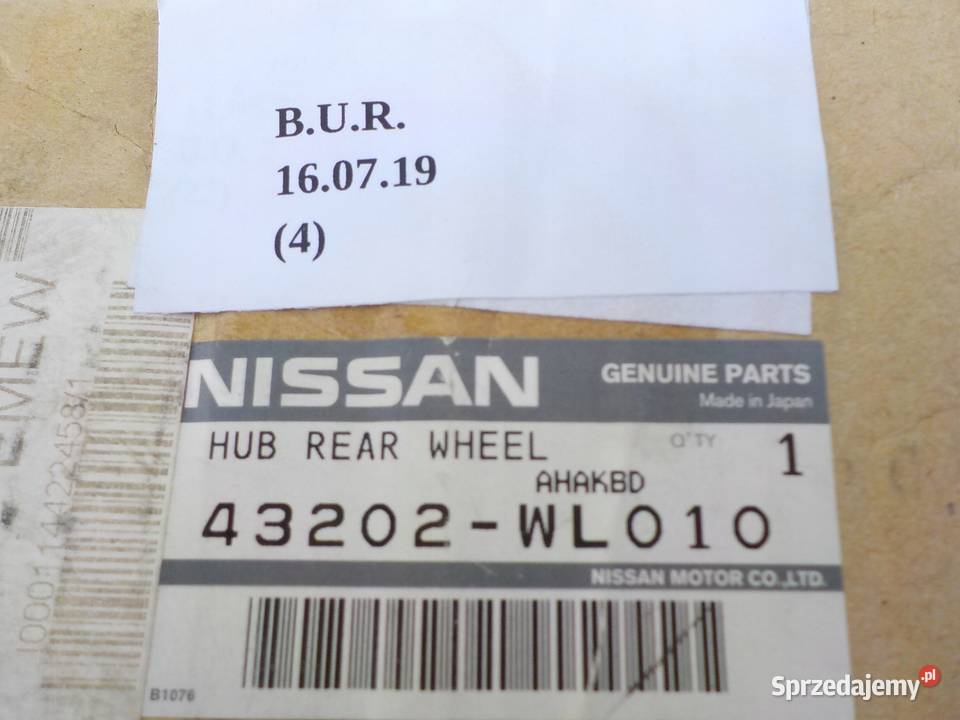 B.U.R.
16.07.19
(4)
NISSAN
GENUINE PARTS
Made in Japan
HUB REAR WHEEL
Q'TY 1
AHAKBD
43202-WL010
NISSAN MOTOR CO.,LTD.
B1076
Sprzedajemy.pl